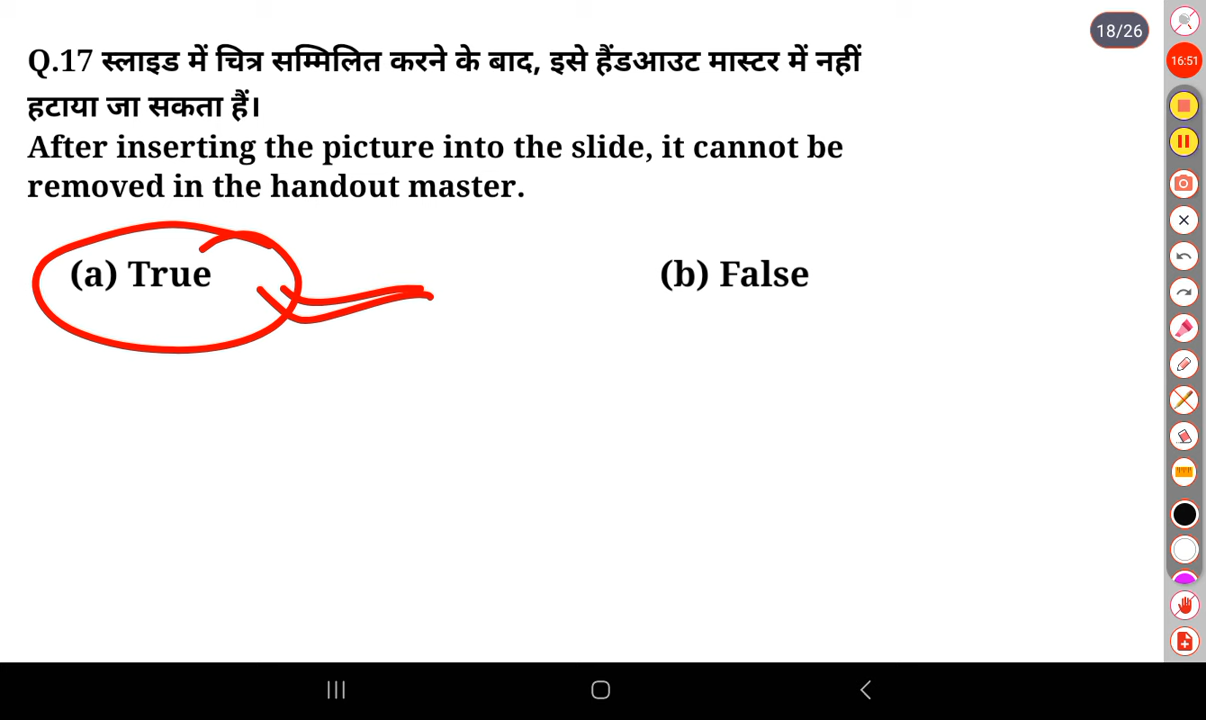 18/26
16:51
Q.17 स्लाइड में चित्र सम्मिलित करने के बाद, इसे हैंडआउट मास्टर में नहीं
हटाया जा सकता हैं।
After inserting the picture into the slide, it cannot be
removed in the handout master.
(a) True (b) False